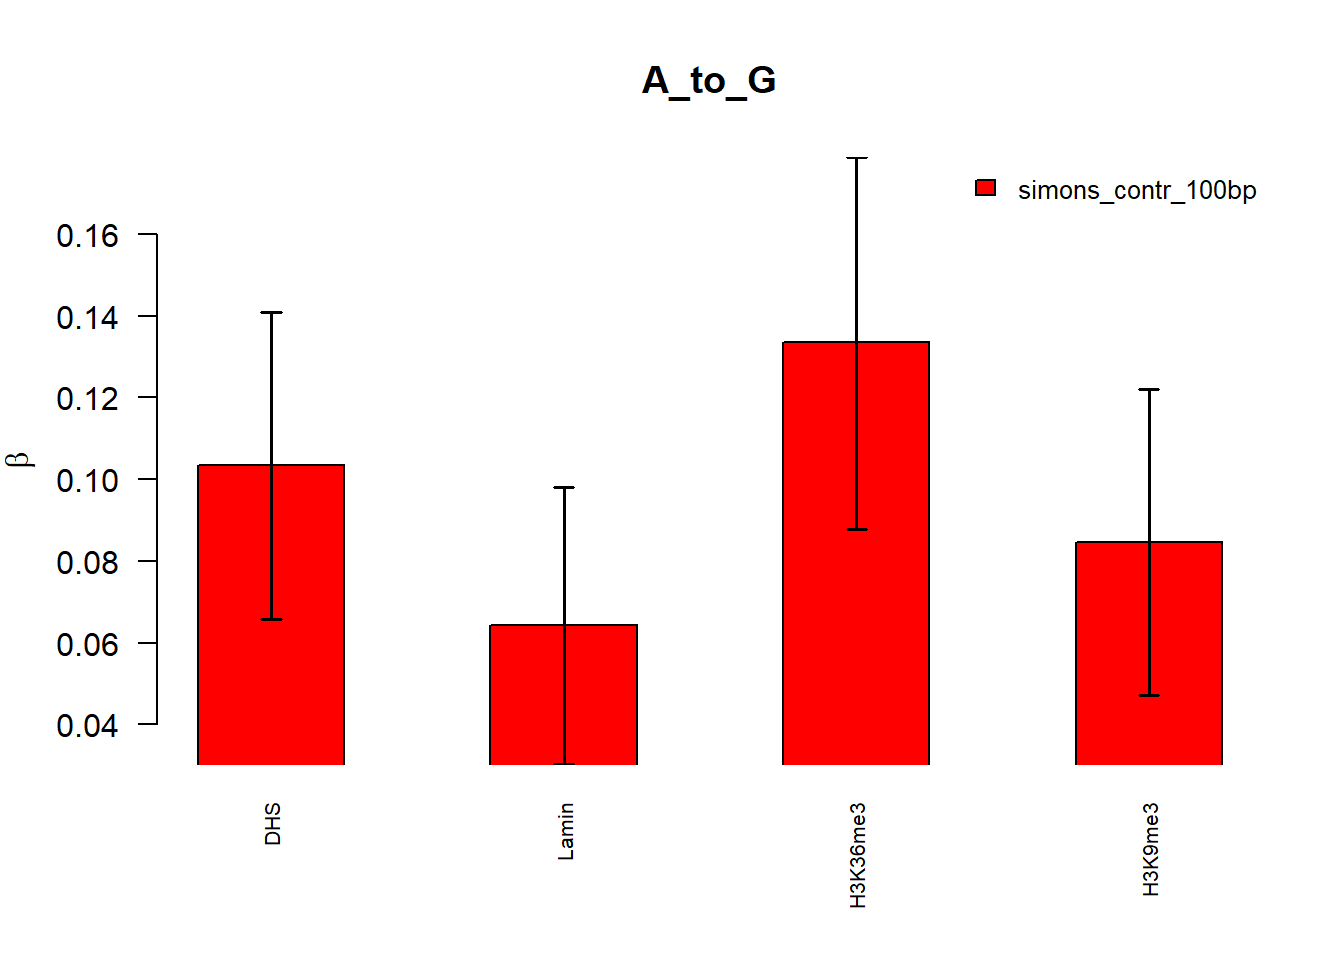 A_to_G
simons_contr_100bp
0.16
0.14
0.12
0.10
0.08
0.06
0.04
β
DHS
Lamin
H3K36me3
H3K9me3